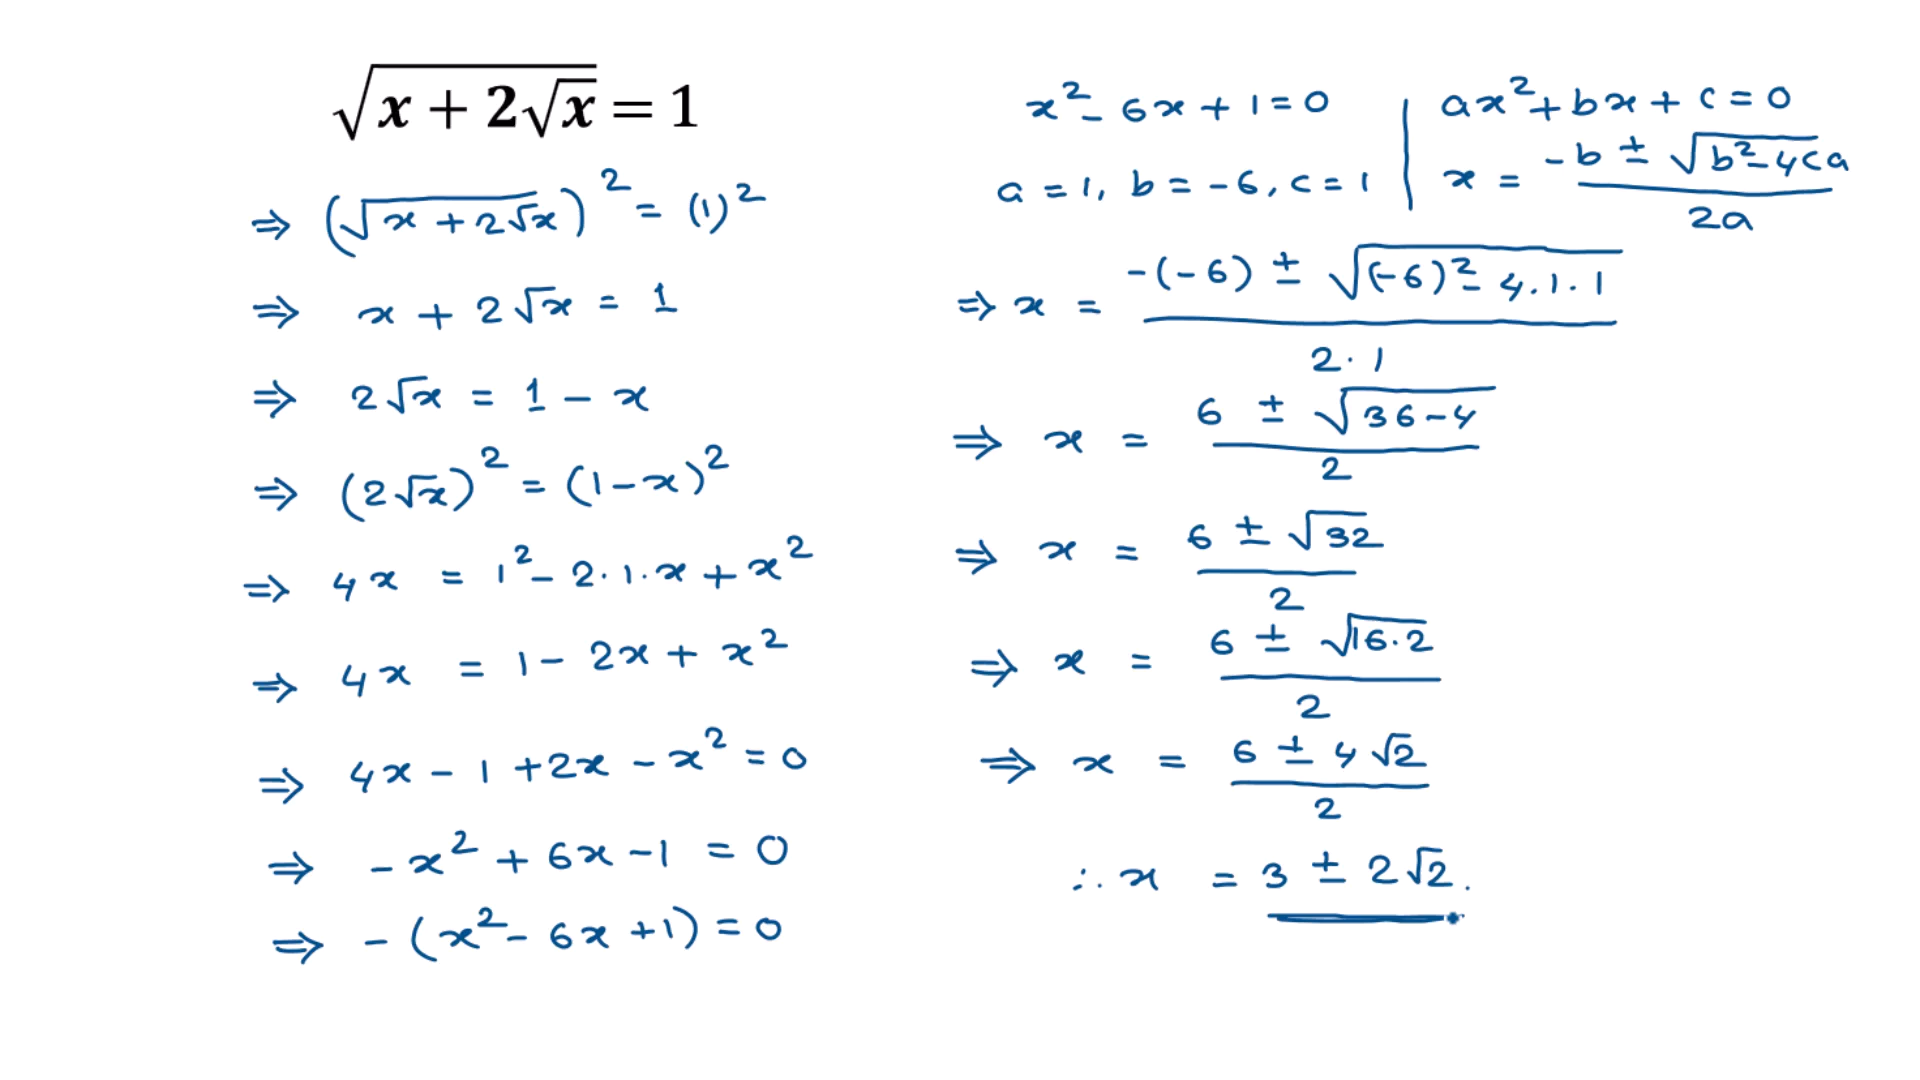 √(x + 2√x) = 1
⇒ (√(x + 2√x))² = (1)²
⇒ x + 2√x = 1
⇒ 2√x = 1 - x
⇒ (2√x)² = (1 - x)²
⇒ 4x = 1² - 2·1·x + x²
⇒ 4x = 1 - 2x + x²
⇒ 4x - 1 + 2x - x² = 0
⇒ -x² + 6x - 1 = 0
⇒ -(x² - 6x + 1) = 0
x² - 6x + 1 = 0
a = 1, b = -6, c = 1
ax² + bx + c = 0
x = (-b ± √(b² - 4ca))/(2a)
⇒ x = (-(-6) ± √((-6)² - 4·1·1))/(2·1)
⇒ x = (6 ± √(36 - 4))/2
⇒ x = (6 ± √32)/2
⇒ x = (6 ± √(16·2))/2
⇒ x = (6 ± 4√2)/2
∴ x = 3 ± 2√2.